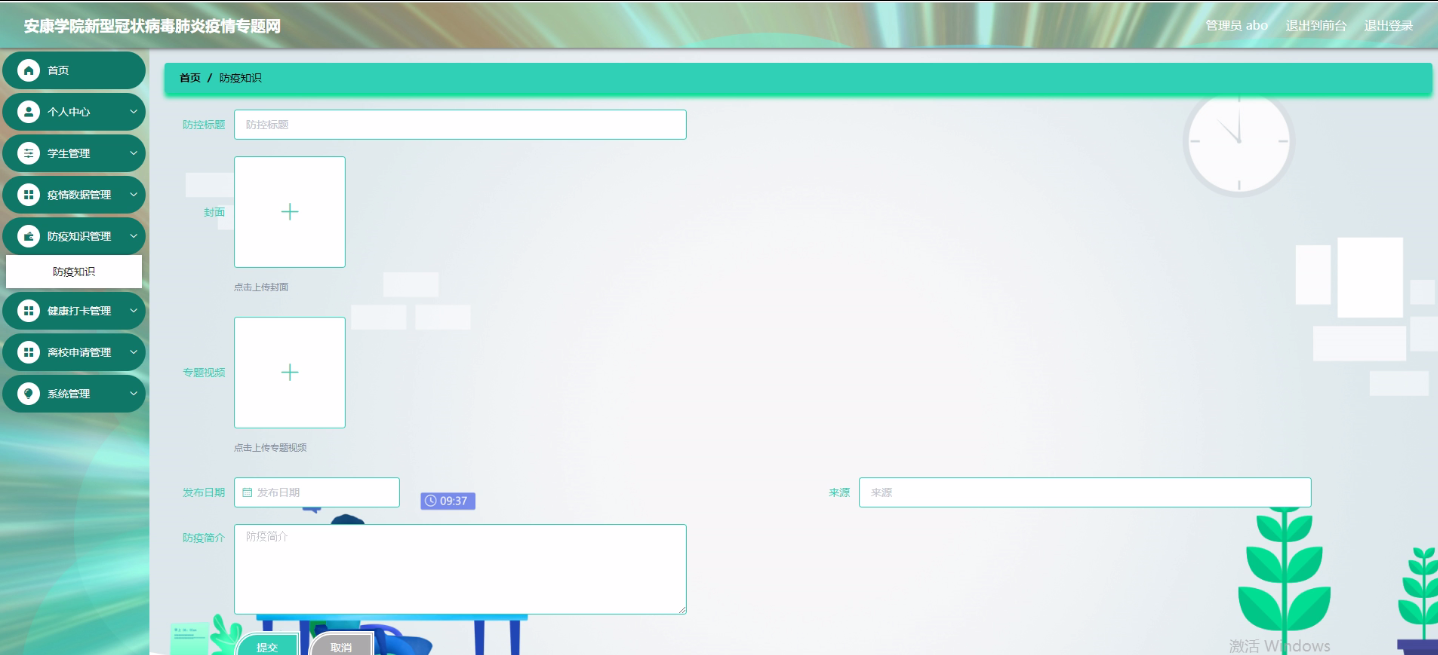 安康学院新型冠状病毒肺炎疫情专题网
管理员 abo 退出到前台 退出登录
首页
个人中心
学生管理
疫情数据管理
防疫知识管理
防疫知识
健康打卡管理
离校申请管理
系统管理
首页 / 防疫知识
防控标题 防控标题
封面
点击上传封面
专题视频
点击上传专题视频
发布日期 发布日期
09:37
来源 来源
防疫简介 防疫简介
提交 取消
激活 Windows